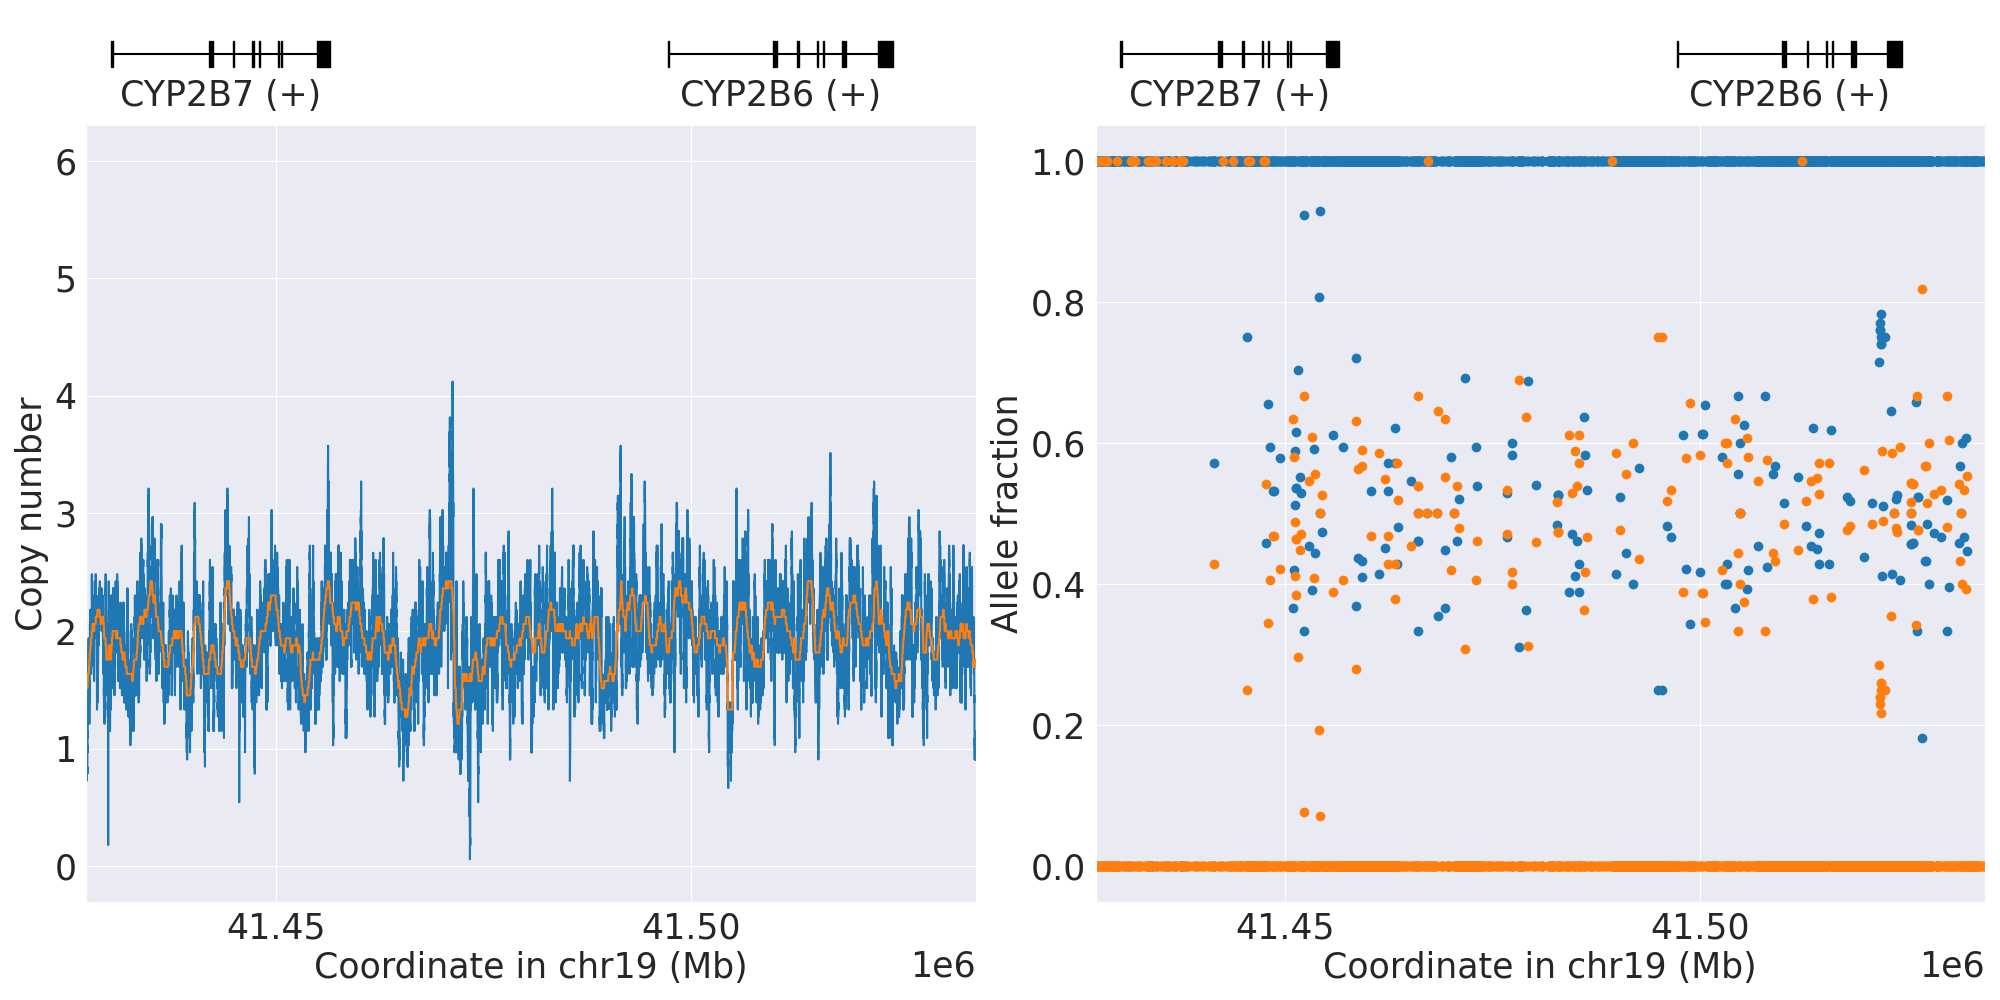 CYP2B7 (+) CYP2B6 (+)
6
5
4
3
2
1
0
Copy number
41.45 41.50
Coordinate in chr19 (Mb) 1e6
CYP2B7 (+) CYP2B6 (+)
1.0
0.8
0.6
0.4
0.2
0.0
Allele fraction
41.45 41.50
Coordinate in chr19 (Mb) 1e6